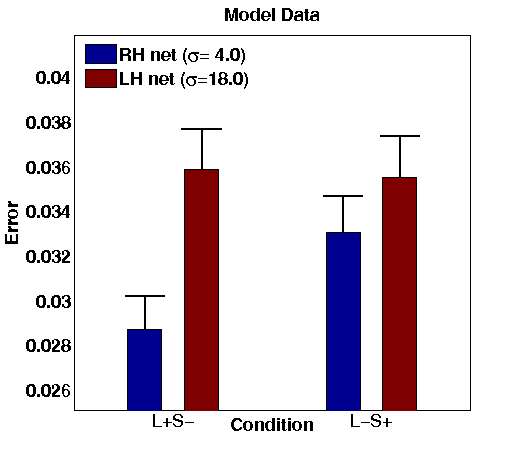 Model Data
RH net (σ= 4.0)
LH net (σ=18.0)
0.04
0.038
0.036
0.034
0.032
0.03
0.028
0.026
Error
L+S−
L−S+
Condition